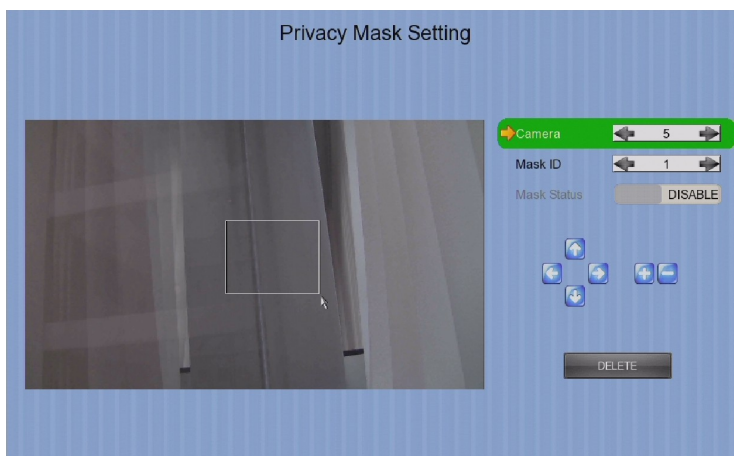 Privacy Mask Setting
Camera 5
Mask ID 1
Mask Status DISABLE
DELETE